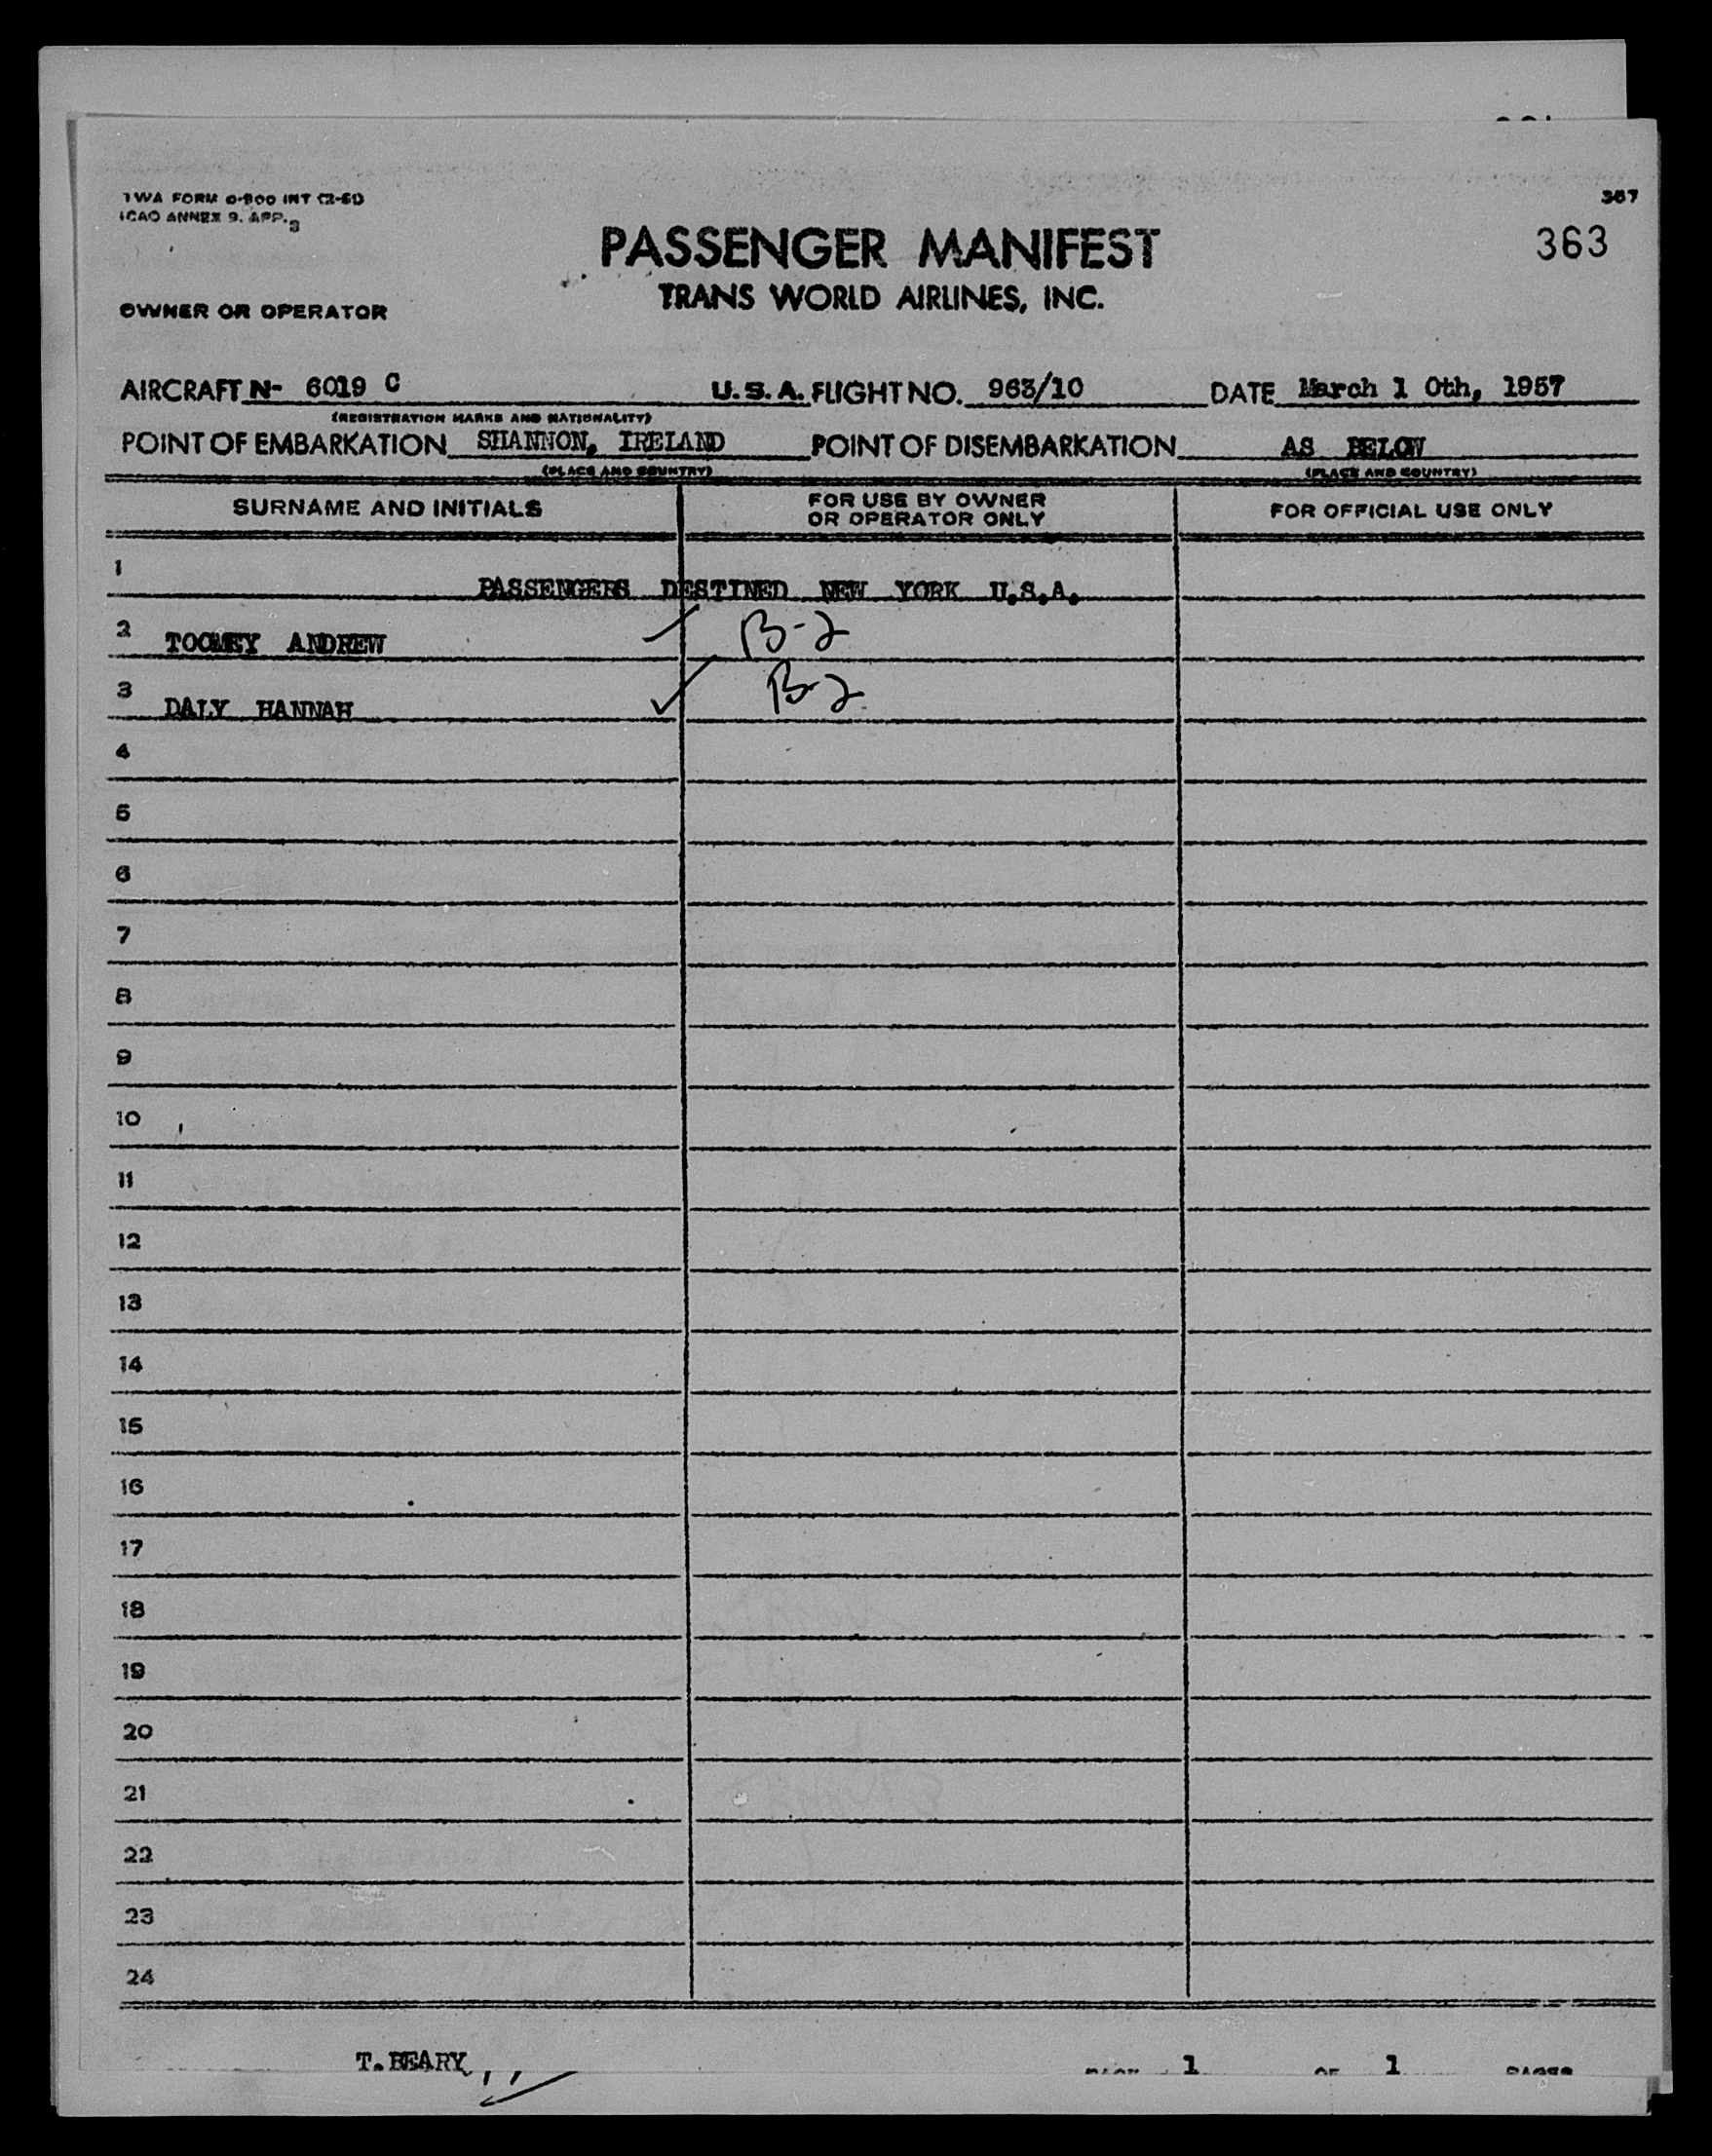 TWA FORM 0-800 INT (2-51)
ICAO ANNEX 9. APP. 3
367
363
PASSENGER MANIFEST
TRANS WORLD AIRLINES, INC.
OWNER OR OPERATOR
AIRCRAFT N- 6019 C U.S.A. FLIGHT NO. 963/10 DATE March 1 0th, 1957
(REGISTRATION MARKS AND NATIONALITY)
POINT OF EMBARKATION SHANNON, IRELAND POINT OF DISEMBARKATION AS BELOW
(PLACE AND COUNTRY) (PLACE AND COUNTRY)
SURNAME AND INITIALS FOR USE BY OWNER OR OPERATOR ONLY FOR OFFICIAL USE ONLY
1 PASSENGERS DESTINED NEW YORK U.S.A.
2 TOOMEY ANDREW B-2
3 DALY HANNAH B-2
4
5
6
7
8
9
10
11
12
13
14
15
16
17
18
19
20
21
22
23
24
T. BEARY,
PAGE 1 OF 1 PAGES